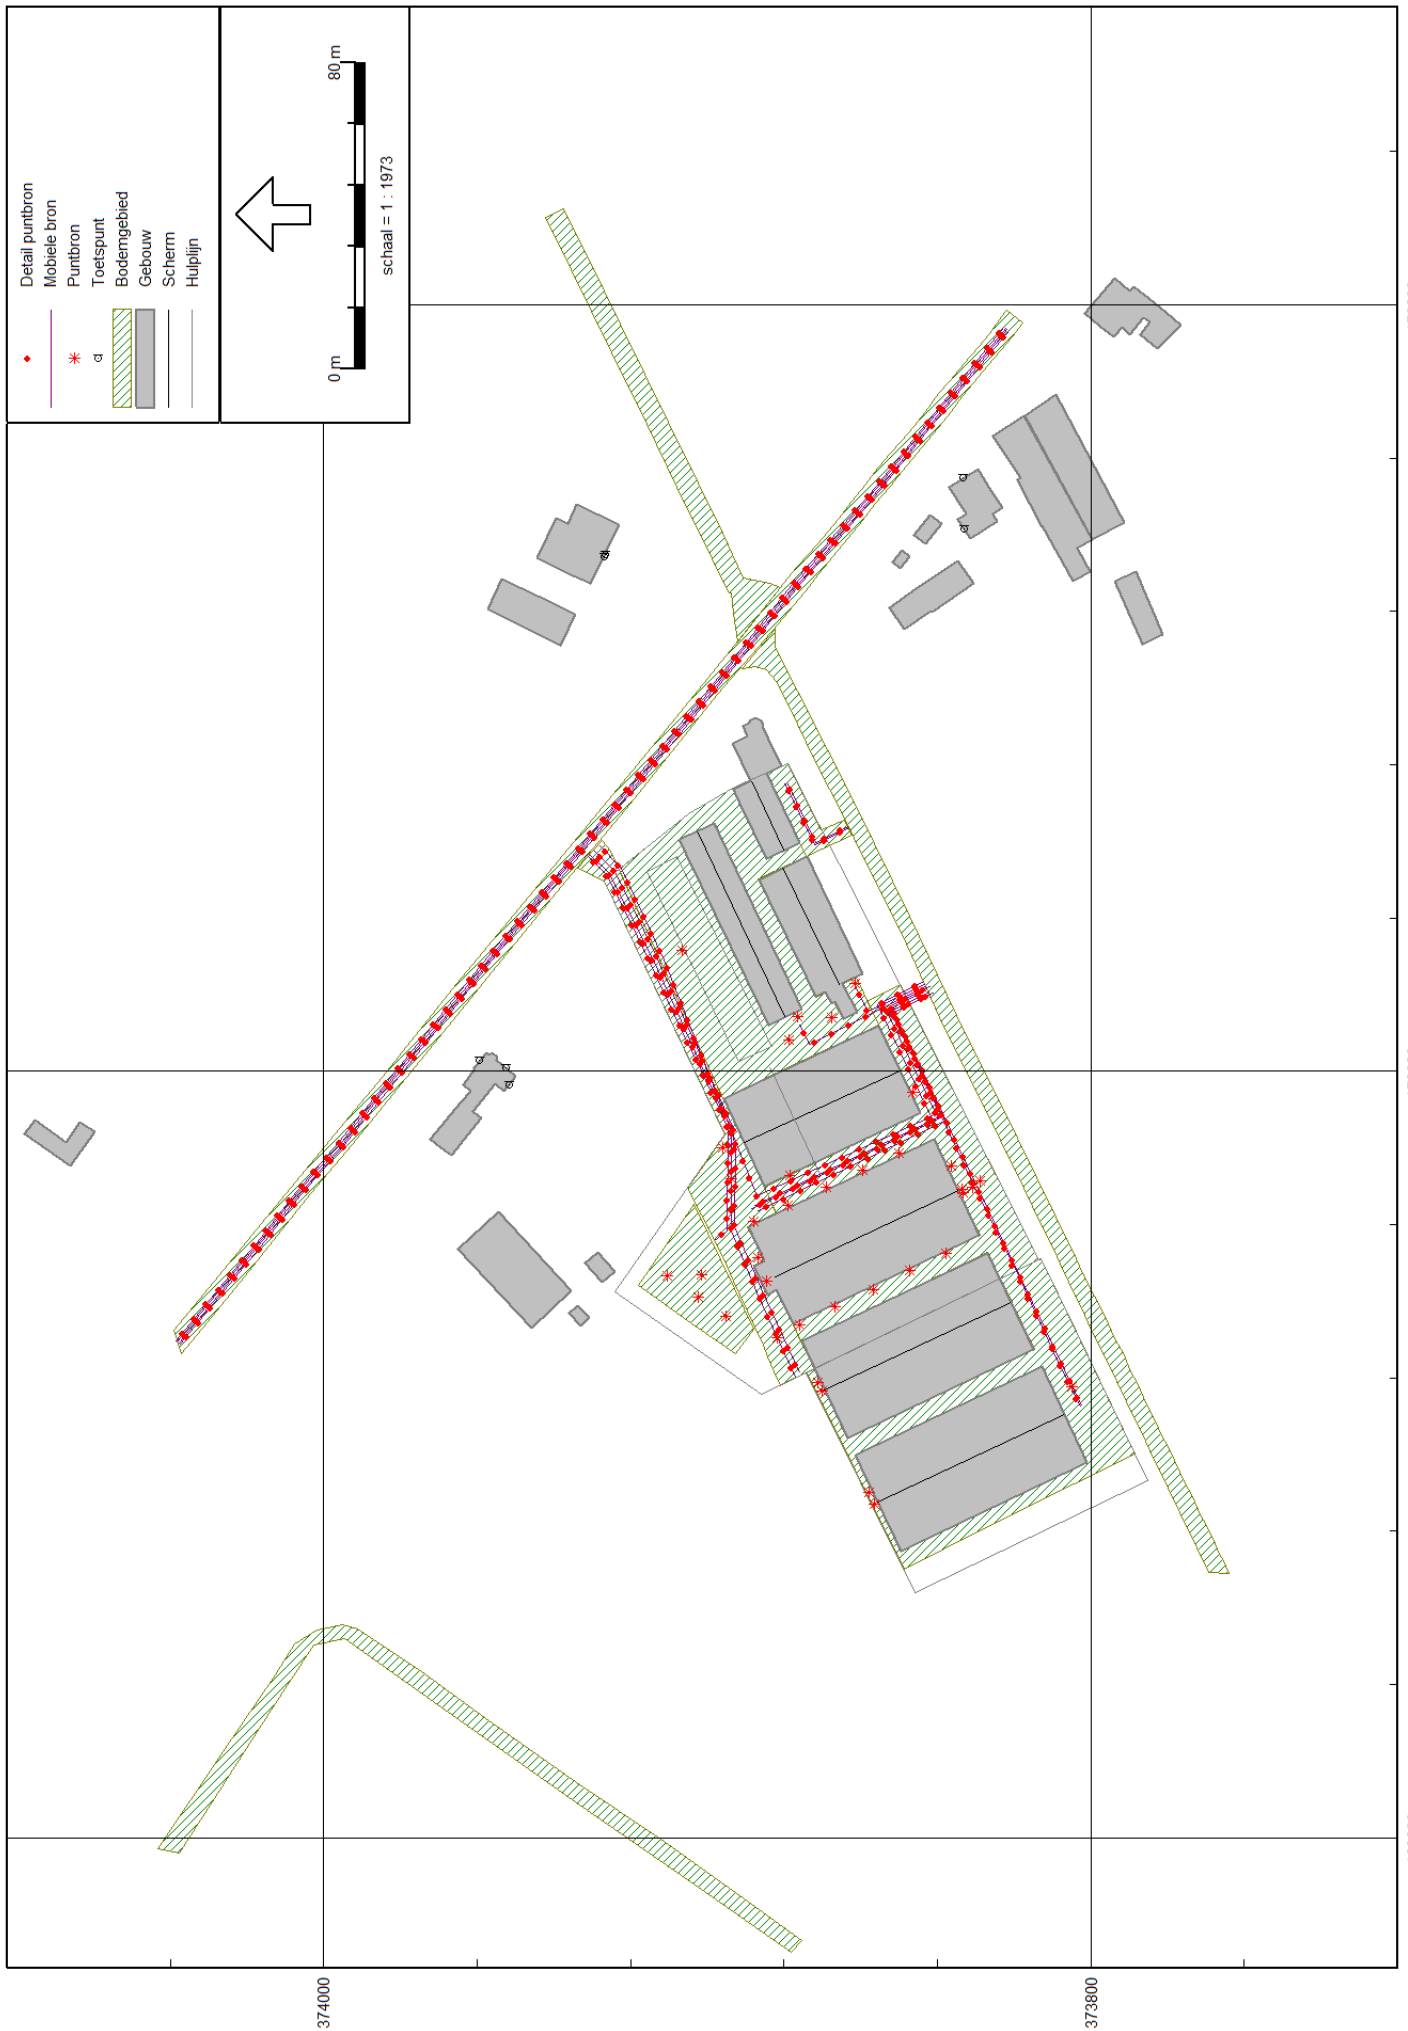 Detail puntbron
Mobiele bron
Puntbron
Toetspunt
Bodemgebied
Gebouw
Scherm
Hulplijn
0 m
80 m
schaal = 1 : 1973
374000
373800